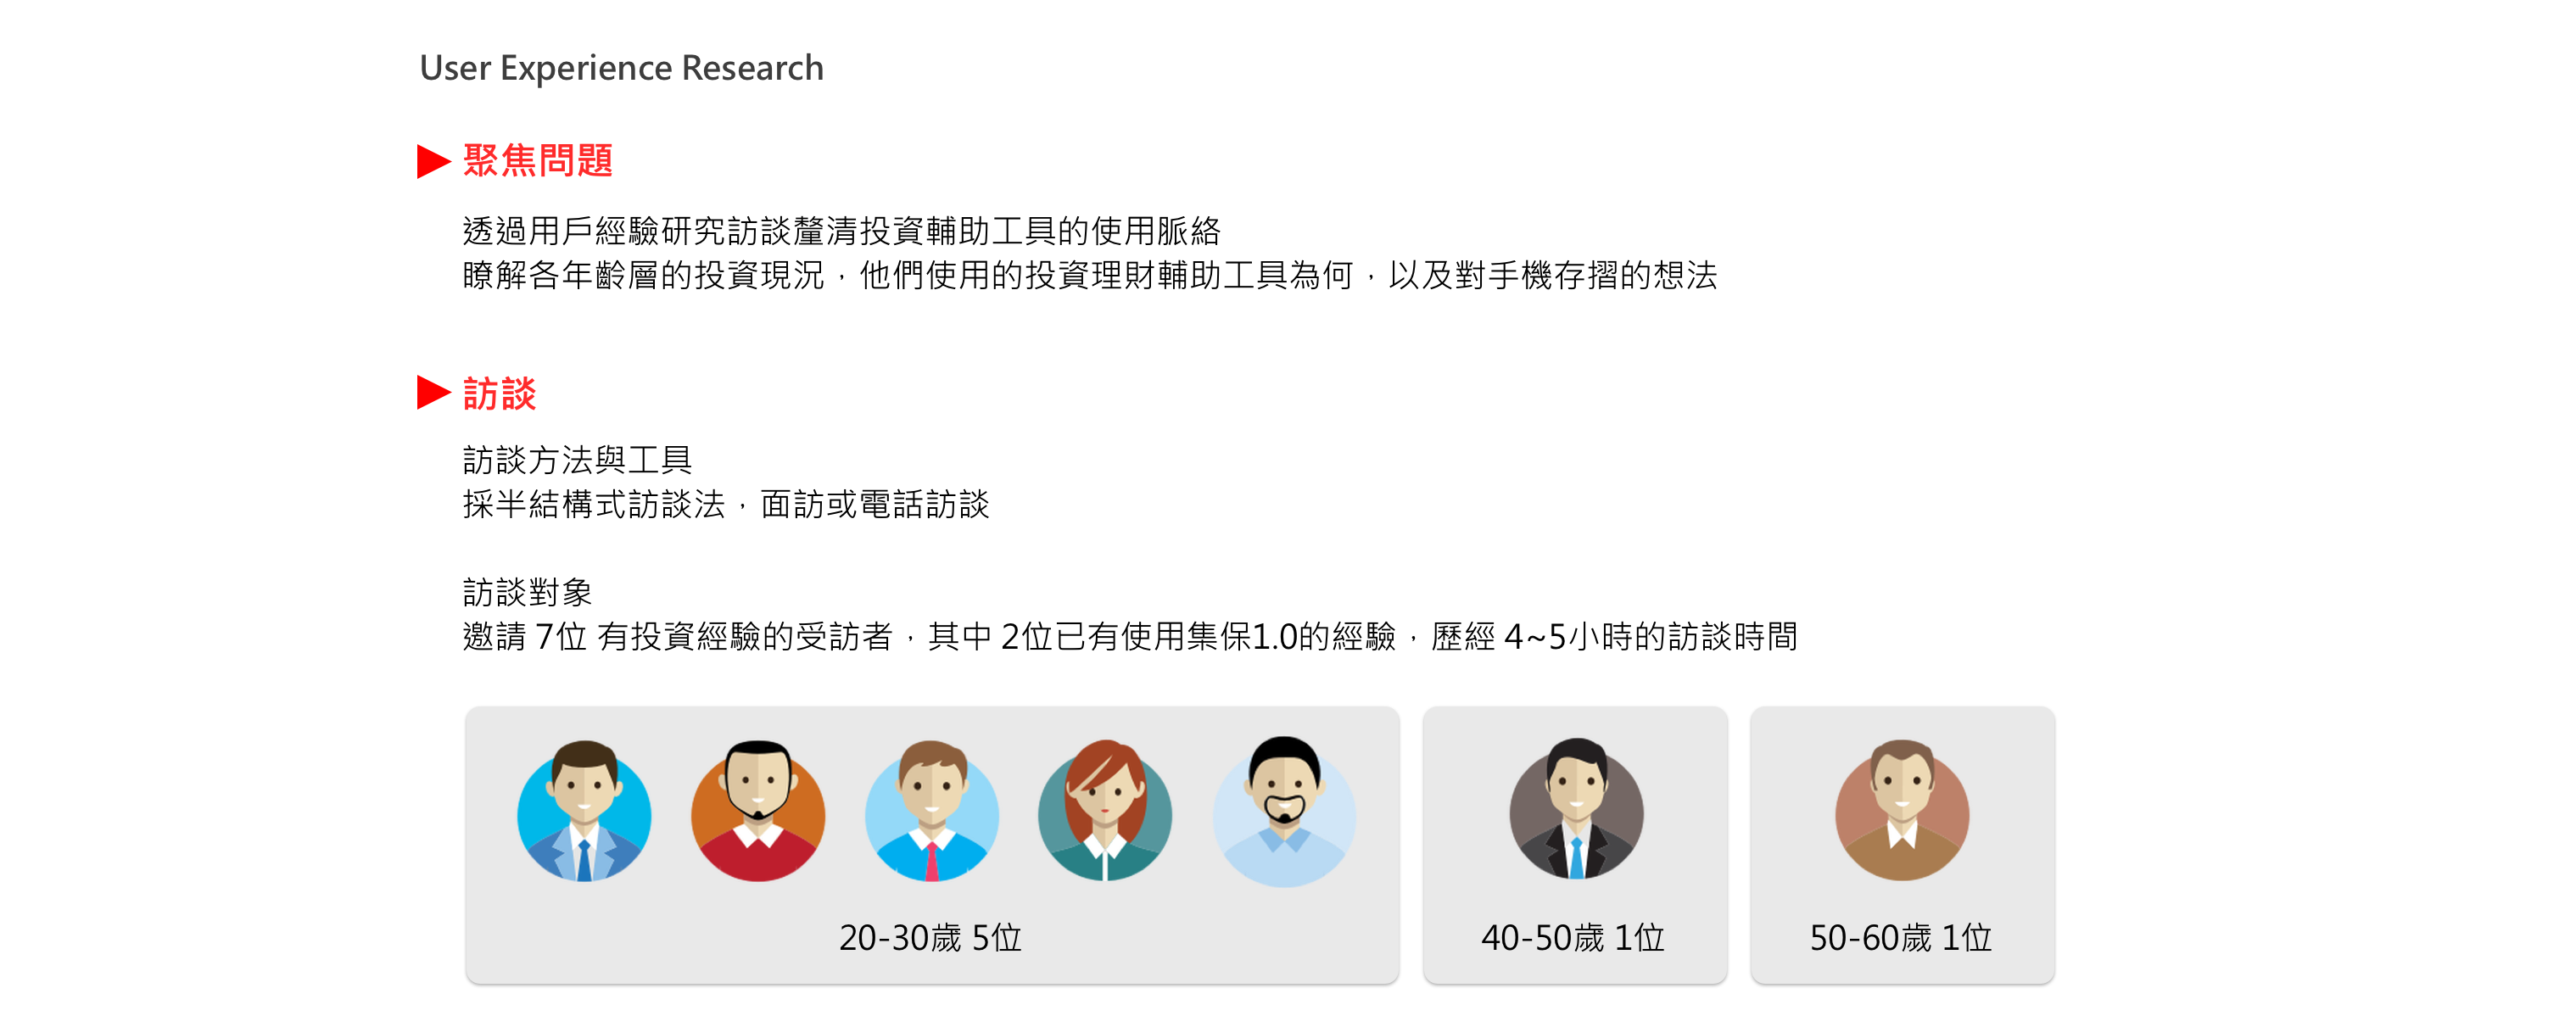 User Experience Research
聚焦問題
透過用戶經驗研究訪談釐清投資輔助工具的使用脈絡
瞭解各年齡層的投資現況，他們使用的投資理財輔助工具為何，以及對手機存摺的想法
訪談
訪談方法與工具
採半結構式訪談法，面訪或電話訪談
訪談對象
邀請 7位 有投資經驗的受訪者，其中 2位已有使用集保1.0的經驗，歷經 4~5小時的訪談時間
20-30歲 5位
40-50歲 1位
50-60歲 1位